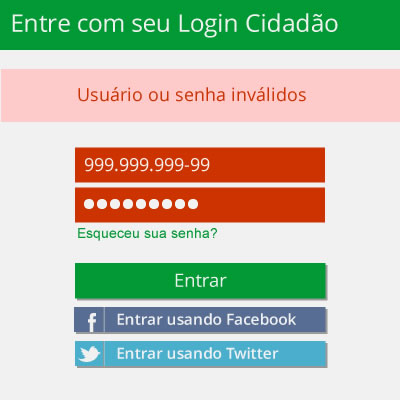 Entre com seu Login Cidadão
Usuário ou senha inválidos
999.999.999-99
Esqueceu sua senha?
Entrar
Entrar usando Facebook
Entrar usando Twitter